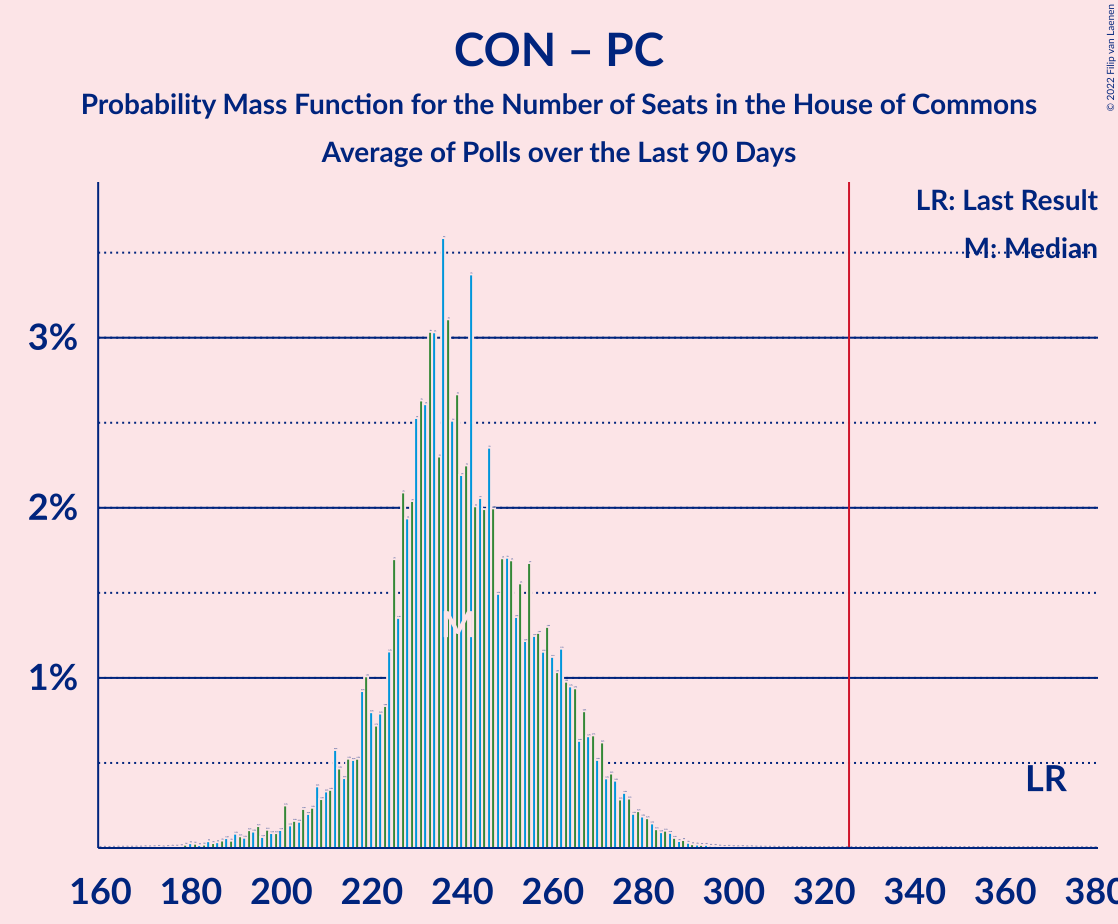 CON – PC
Probability Mass Function for the Number of Seats in the House of Commons
Average of Polls over the Last 90 Days
© 2022 Filip van Laenen
LR: Last Result
M: Median
3%
2%
1%
M
LR
160 180 200 220 240 260 280 300 320 340 360 380